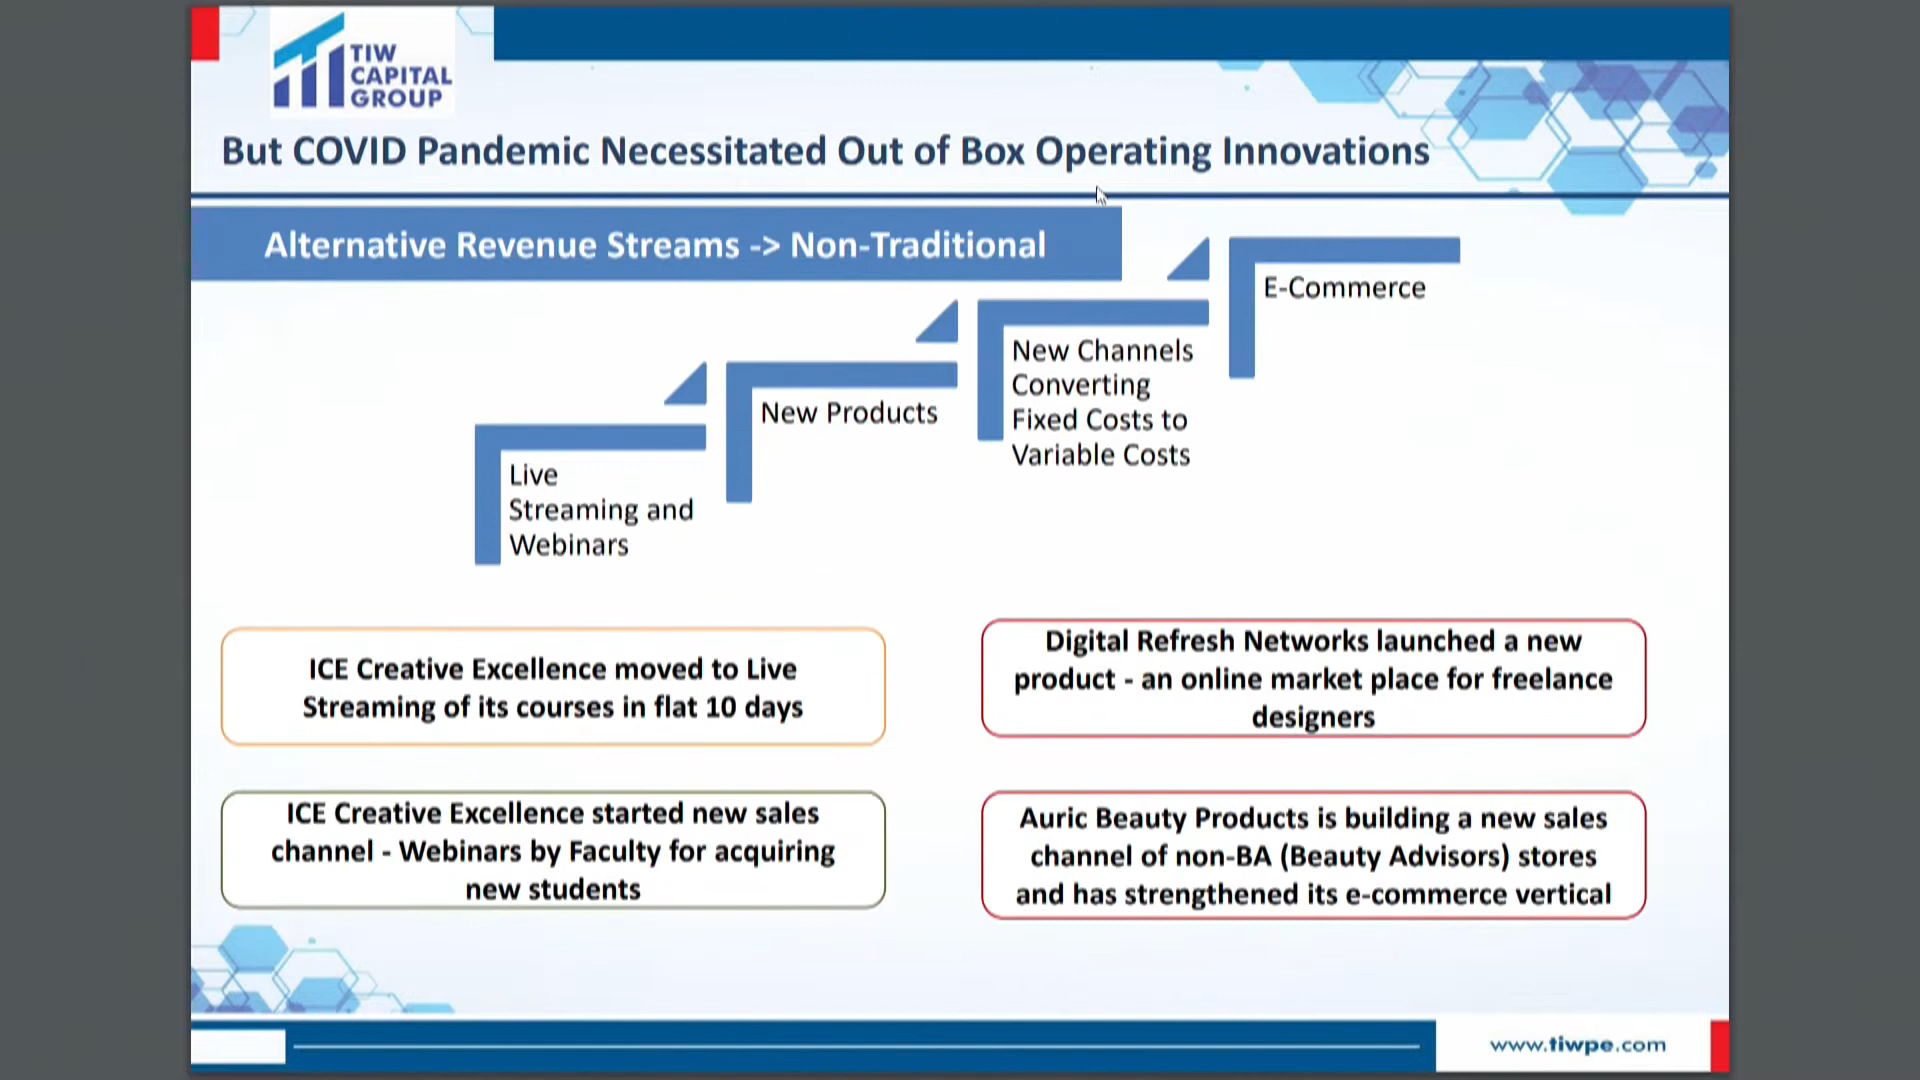 TIW
CAPITAL
GROUP
But COVID Pandemic Necessitated Out of Box Operating Innovations
Alternative Revenue Streams -> Non-Traditional
E-Commerce
New Channels
Converting
Fixed Costs to
Variable Costs
New Products
Live
Streaming and
Webinars
ICE Creative Excellence moved to Live
Streaming of its courses in flat 10 days
Digital Refresh Networks launched a new
product - an online market place for freelance
designers
ICE Creative Excellence started new sales
channel - Webinars by Faculty for acquiring
new students
Auric Beauty Products is building a new sales
channel of non-BA (Beauty Advisors) stores
and has strengthened its e-commerce vertical
www.tiwpe.com